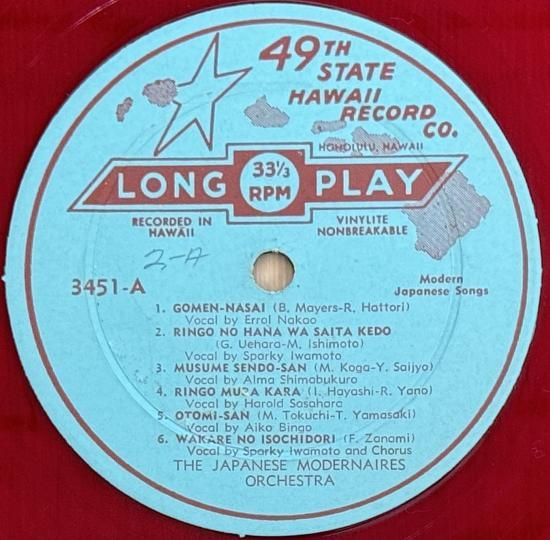 49TH
STATE
HAWAII
RECORD
CO.
HONOLULU, HAWAII
LONG 33⅓ RPM PLAY
RECORDED IN
HAWAII
VINYLITE
NONBREAKABLE
2-A
3451-A
Modern
Japanese Songs
1. GOMEN-NASAI (B. Mayers-R. Hattori)
Vocal by Errol Nakao
2. RINGO NO HANA WA SAITA KEDO
(G. Uehara-M. Ishimoto)
Vocal by Sparky Iwamoto
3. MUSUME SENDO-SAN (M. Koga-Y. Saijyo)
Vocal by Alma Shimabukuro
4. RINGO MURA KARA (I. Hayashi-R. Yano)
Vocal by Harold Sasahara
5. OTOMI-SAN (M. Tokuchi-T. Yamasaki)
Vocal by Aiko Bingo
6. WAKARE NO ISOCHIDORI (F. Zanami)
Vocal by Sparky Iwamoto and Chorus
THE JAPANESE MODERNAIRES
ORCHESTRA